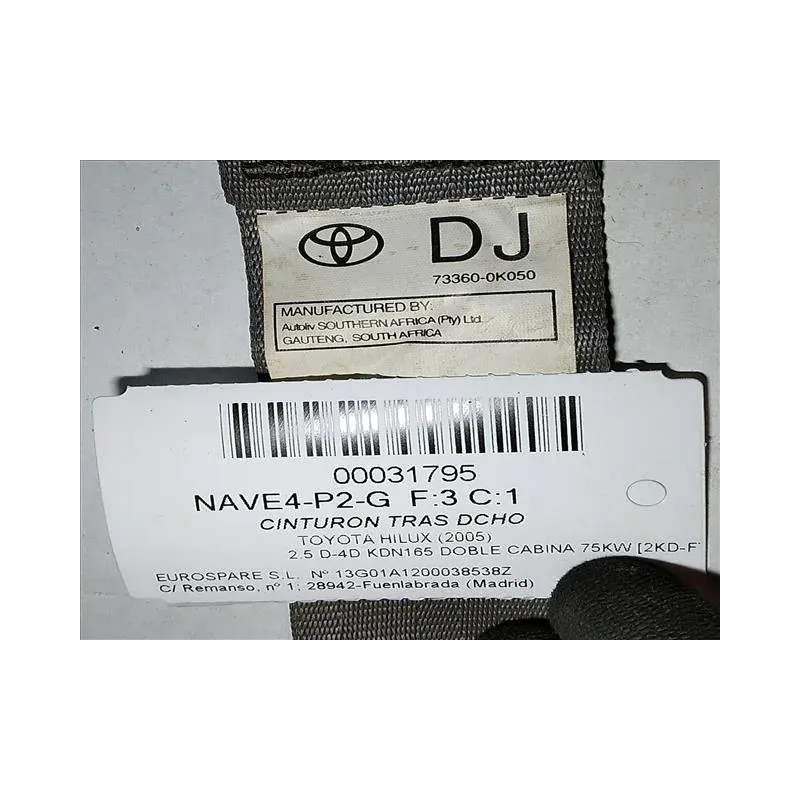 DJ
73360-0K050
MANUFACTURED BY:
Autoliv SOUTHERN AFRICA (Pty) Ltd.
GAUTENG, SOUTH AFRICA
00031795
NAVE4-P2-G F:3 C:1
CINTURON TRAS DCHO
TOYOTA HILUX (2005)
2.5 D-4D KDN165 DOBLE CABINA 75KW [2KD-F
EUROSPARE S.L. Nº 13G01A1200038538Z
C/ Remanso, nº 1; 28942-Fuenlabrada (Madrid)